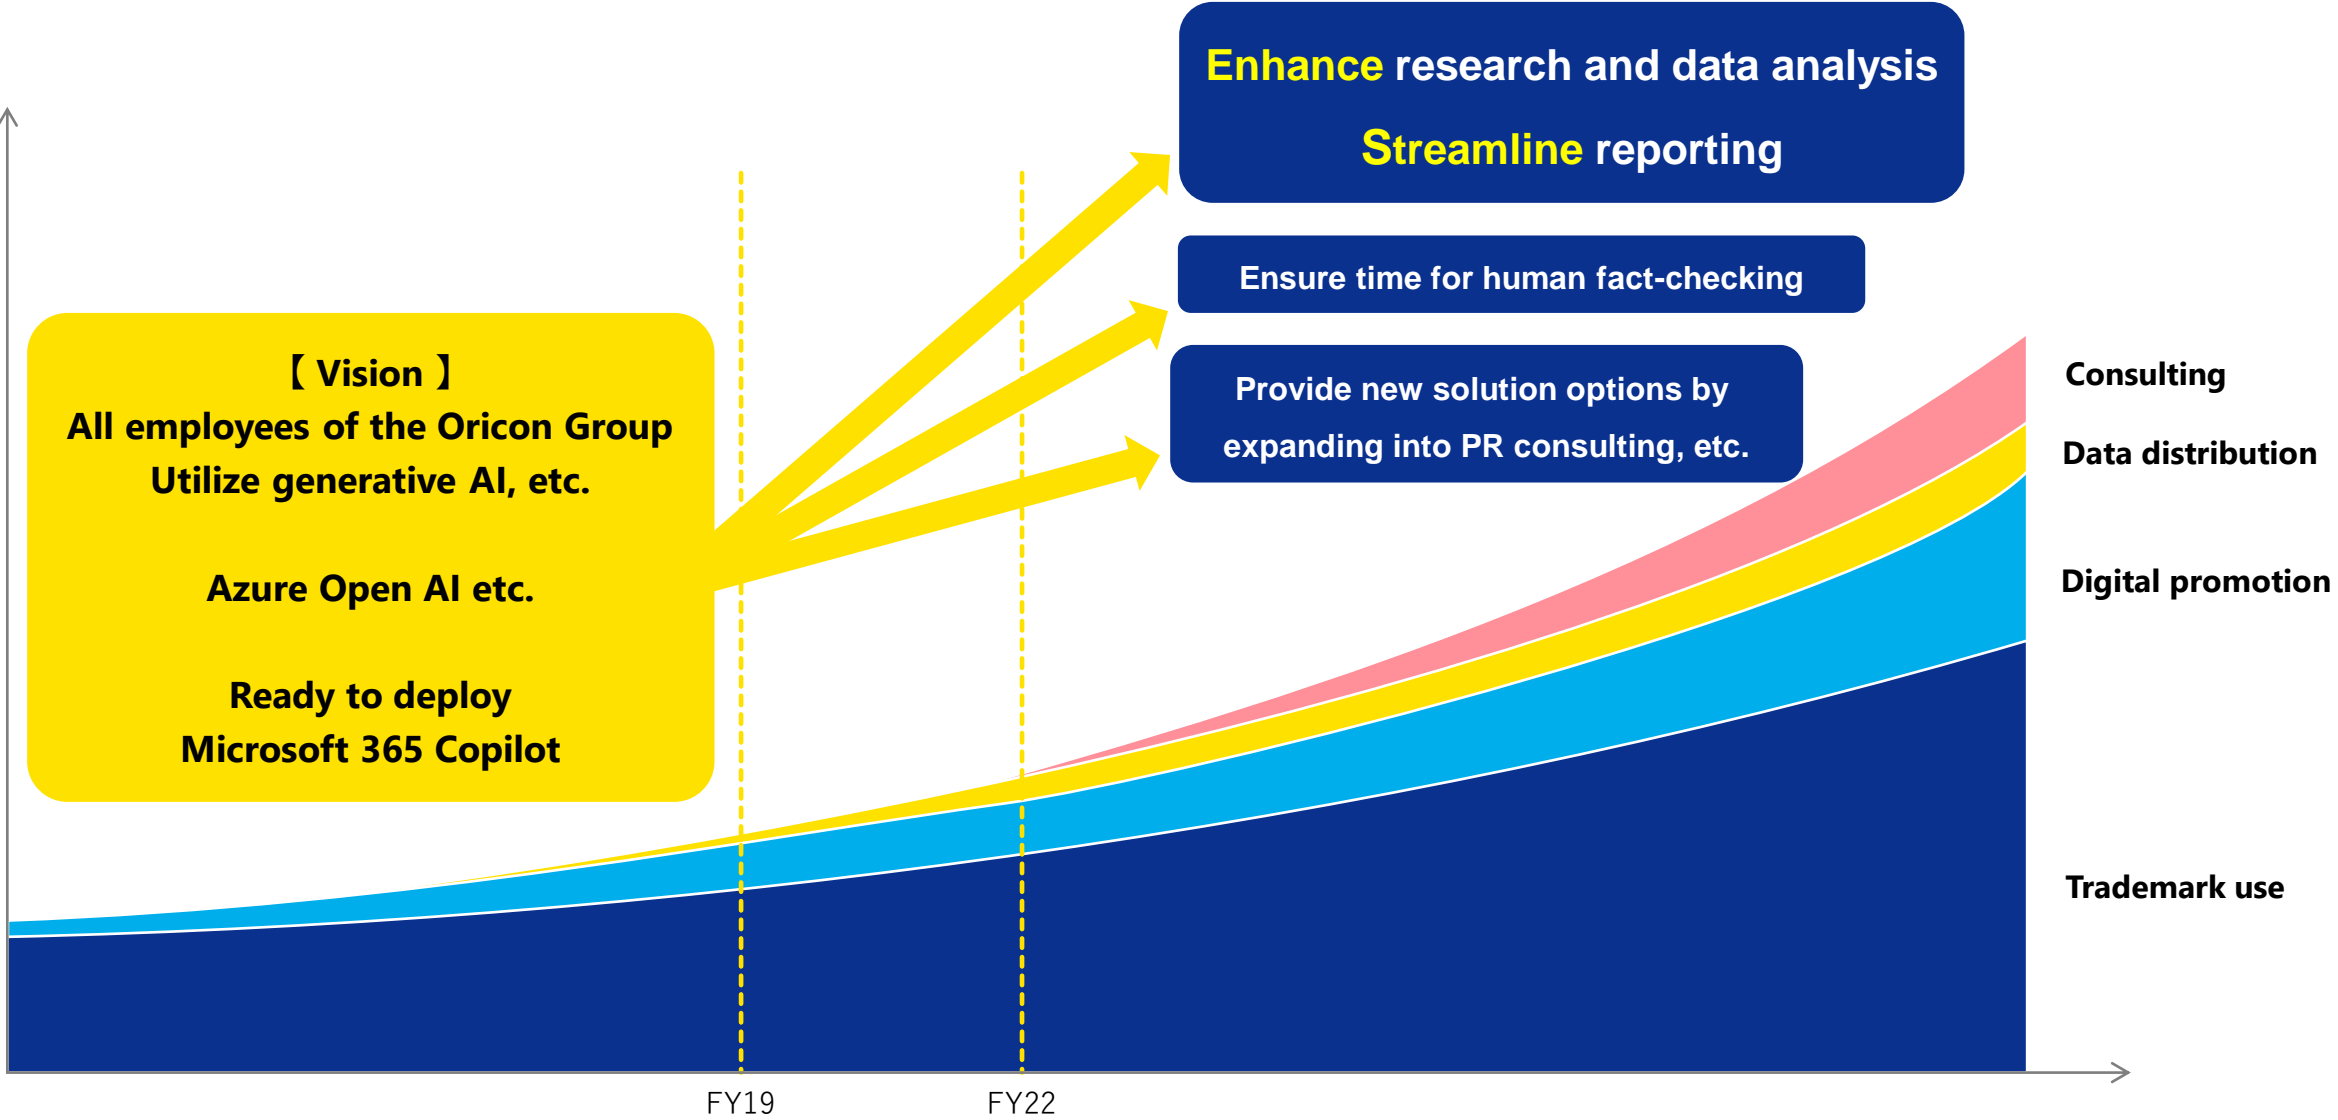 Enhance research and data analysis
Streamline reporting
Ensure time for human fact-checking
Provide new solution options by
expanding into PR consulting, etc.
【 Vision 】
All employees of the Oricon Group
Utilize generative AI, etc.
Azure Open AI etc.
Ready to deploy
Microsoft 365 Copilot
Consulting
Data distribution
Digital promotion
Trademark use
FY19
FY22